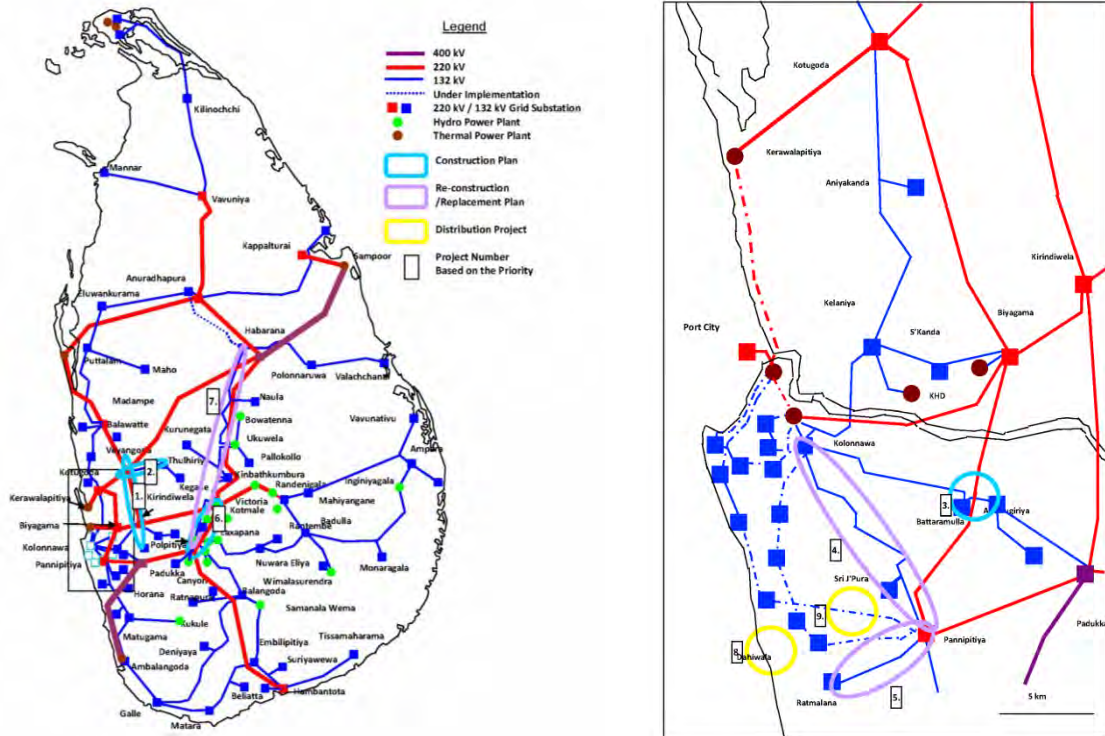 Legend
400 kV
220 kV
132 kV
Under Implementation
220 kV / 132 kV Grid Substation
Hydro Power Plant
Thermal Power Plant
Construction Plan
Re-construction
/Replacement Plan
Distribution Project
Project Number
Based on the Priority
Kilinochchi
Mannar
Vavuniya
Kappalturai
Sampoor
Anuradhapura
Eluwankurama
Habarana
Puttalam
Maho
Polonnaruwa
Valachchana
Madampe
7.
Naula
Bowatenna
Vavunativu
Balawatte
Kurunegata
Ukuwela
Veyangoda
Pallokollo
Ampara
Kotugoda
2.
Thulhiriy
Kinbathkumbura
Inginiyagala
Kegalle
Randenigala
Kerawalapitiya
1.
Kirindiwela
Victoria
Mahiyangane
Kotmale
Biyagama
6.
Rantembe
Badulla
Laxapana
Kolonnawa
Polpitiya
Nuwara Eliya
Pannipitiya
Padukka
Canyon
Wimalasurendra
Monaragala
Horana
Ratnapura
Balangoda
Samanala Wema
Kukule
Matugama
Embilipitiya
Tissamaharama
Deniyaya
Suriyawewa
Ambalangoda
Beliatta
Hambantota
Galle
Matara
Kotugoda
Kerawalapitiya
Aniyakanda
Kirindiwela
Kelaniya
Biyagama
Port City
S'Kanda
KHD
Kolonnawa
3.
Battaramulla
4.
Sri J'Pura
9.
Padukka
Pannipitiya
8.
Dahiwala
Ratmalana
5.
5 km